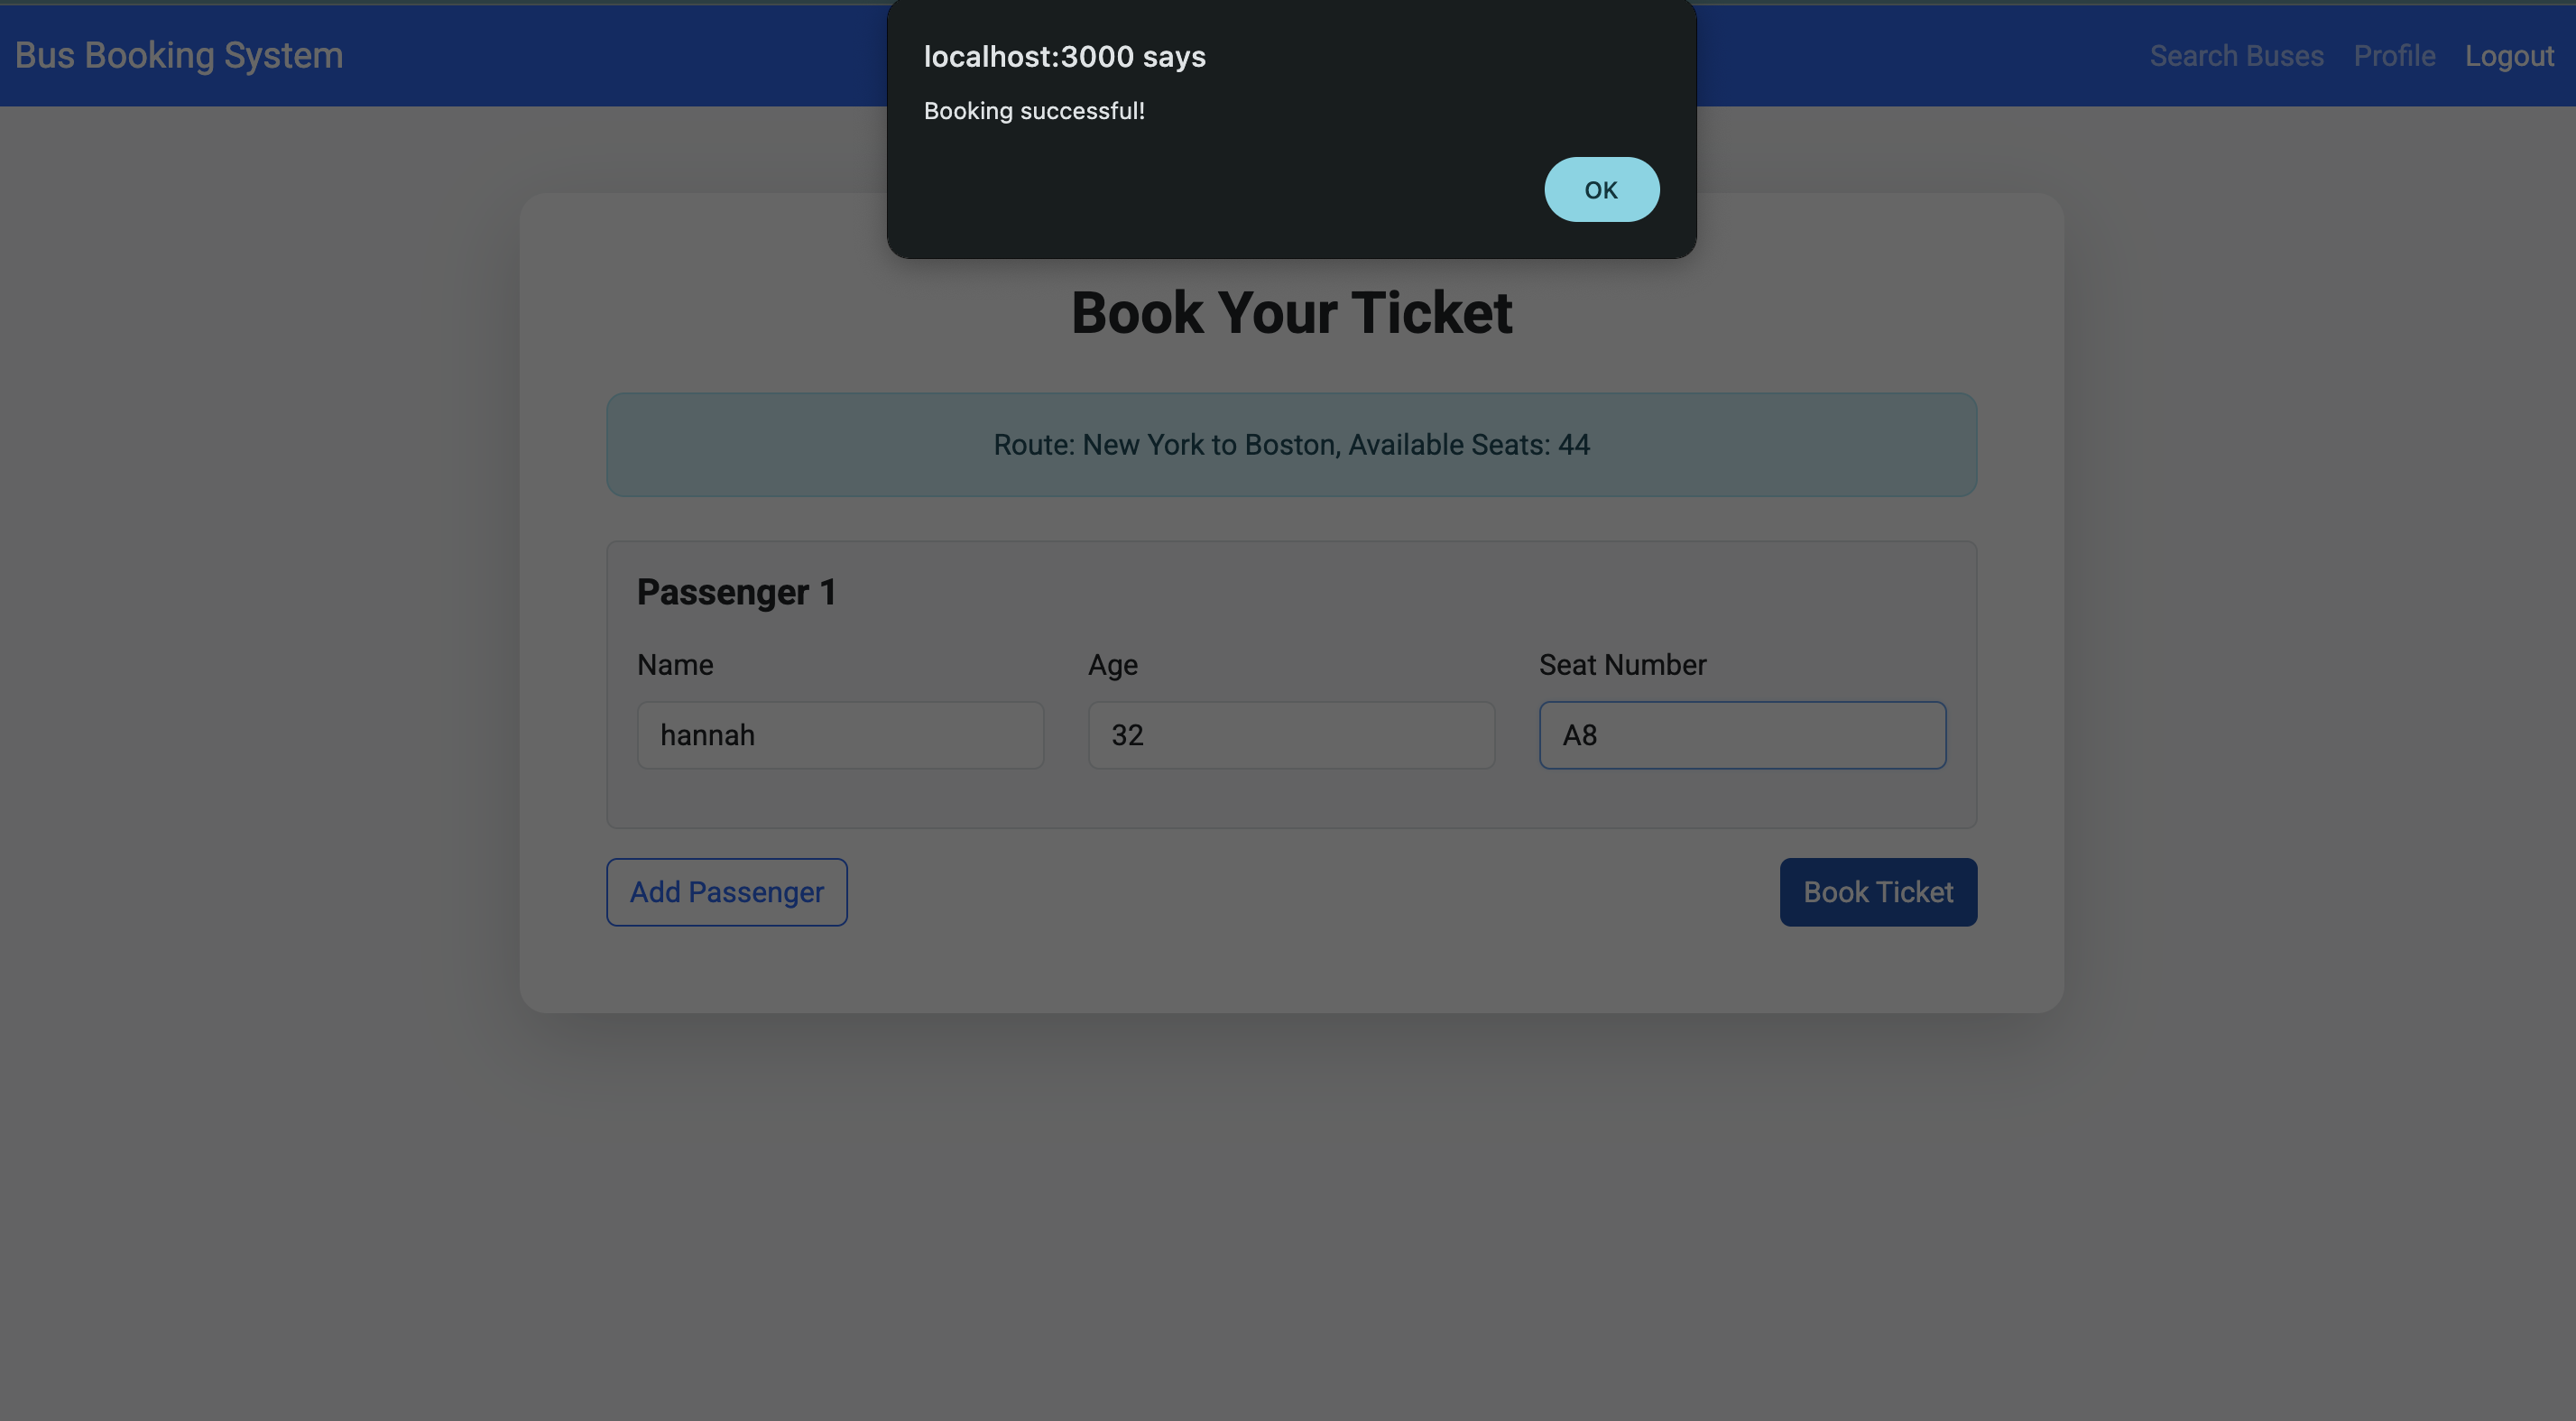 Bus Booking System
Search Buses Profile Logout
localhost:3000 says
Booking successful!
OK
Book Your Ticket
Route: New York to Boston, Available Seats: 44
Passenger 1
Name Age Seat Number
hannah 32 A8
Add Passenger Book Ticket